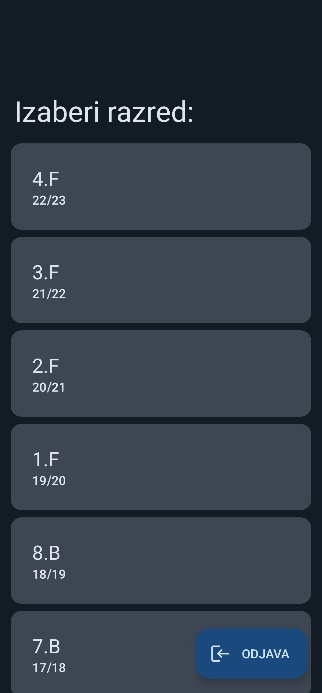 Izaberi razred:
4.F
22/23
3.F
21/22
2.F
20/21
1.F
19/20
8.B
18/19
7.B
17/18
ODJAVA